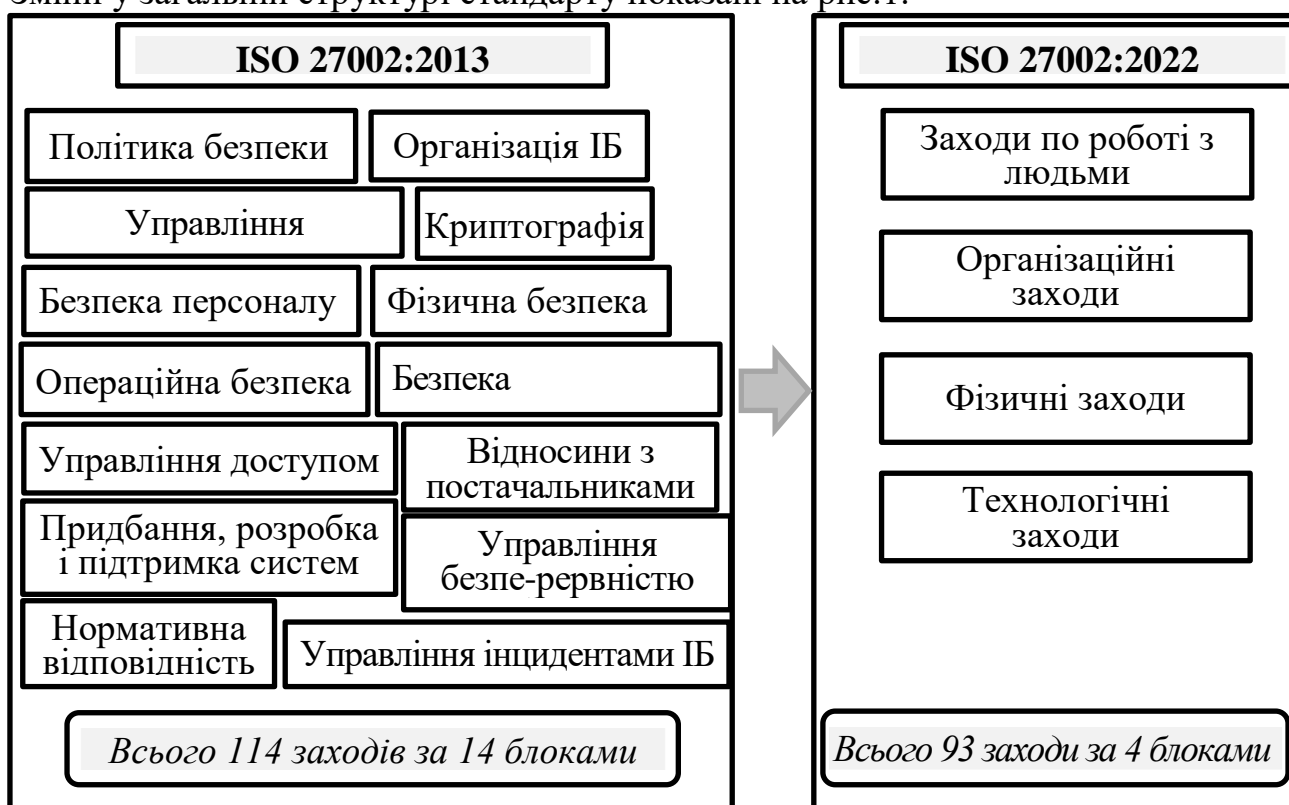 Зміни у загальній структурі стандарту показані на рис.1.
ISO 27002:2013
Політика безпеки
Організація ІБ
Управління
Криптографія
Безпека персоналу
Фізична безпека
Операційна безпека
Безпека
Управління доступом
Відносини з
постачальниками
Придбання, розробка
і підтримка систем
Управління
безпе-рервністю
Нормативна
відповідність
Управління інцидентами ІБ
Всього 114 заходів за 14 блоками
ISO 27002:2022
Заходи по роботі з
людьми
Організаційні
заходи
Фізичні заходи
Технологічні
заходи
Всього 93 заходи за 4 блоками